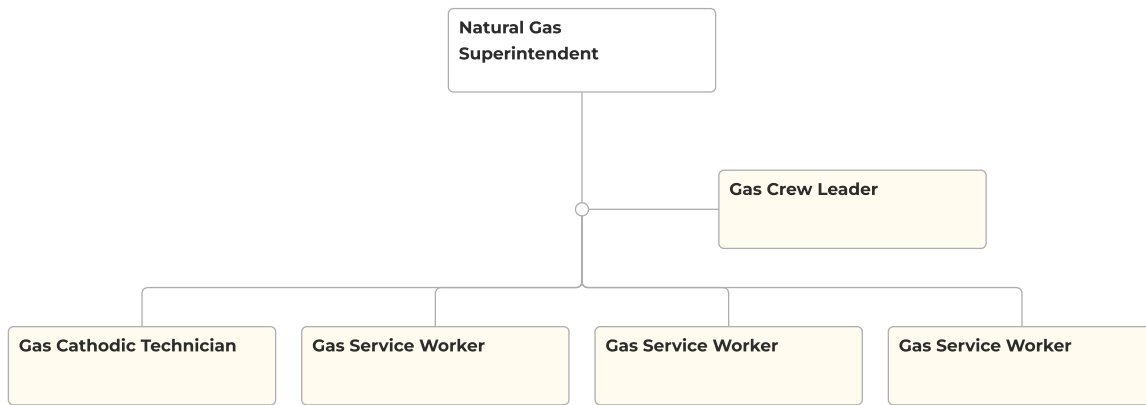 Natural Gas
Superintendent
Gas Crew Leader
Gas Cathodic Technician
Gas Service Worker
Gas Service Worker
Gas Service Worker